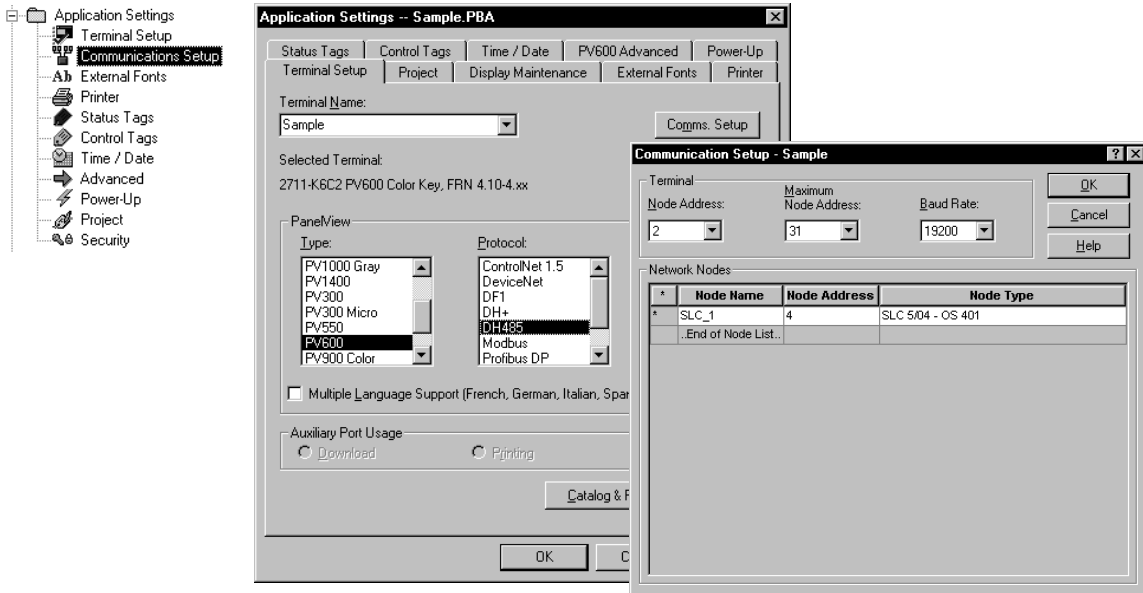 Application Settings
Terminal Setup
Communications Setup
Ab External Fonts
Printer
Status Tags
Control Tags
Time / Date
Advanced
Power-Up
Project
Security
Application Settings -- Sample.PBA
Status Tags Control Tags Time / Date PV600 Advanced Power-Up
Terminal Setup Project Display Maintenance External Fonts Printer
Terminal Name:
Sample Comms. Setup
Selected Terminal:
2711-K6C2 PV600 Color Key, FRN 4.10-4.xx
PanelView
Type: Protocol:
PV1000 Gray ControlNet 1.5
PV1400 DeviceNet
PV300 DF1
PV300 Micro DH+
PV550 DH485
PV600 Modbus
PV900 Color Profibus DP
Multiple Language Support (French, German, Italian, Spar
Auxiliary Port Usage
Download Printing
Catalog & F
OK C
Communication Setup - Sample
Terminal
Node Address: Maximum Node Address: Baud Rate:
2 31 19200
OK
Cancel
Help
Network Nodes
* Node Name Node Address Node Type
* SLC_1 4 SLC 5/04 - OS 401
..End of Node List..